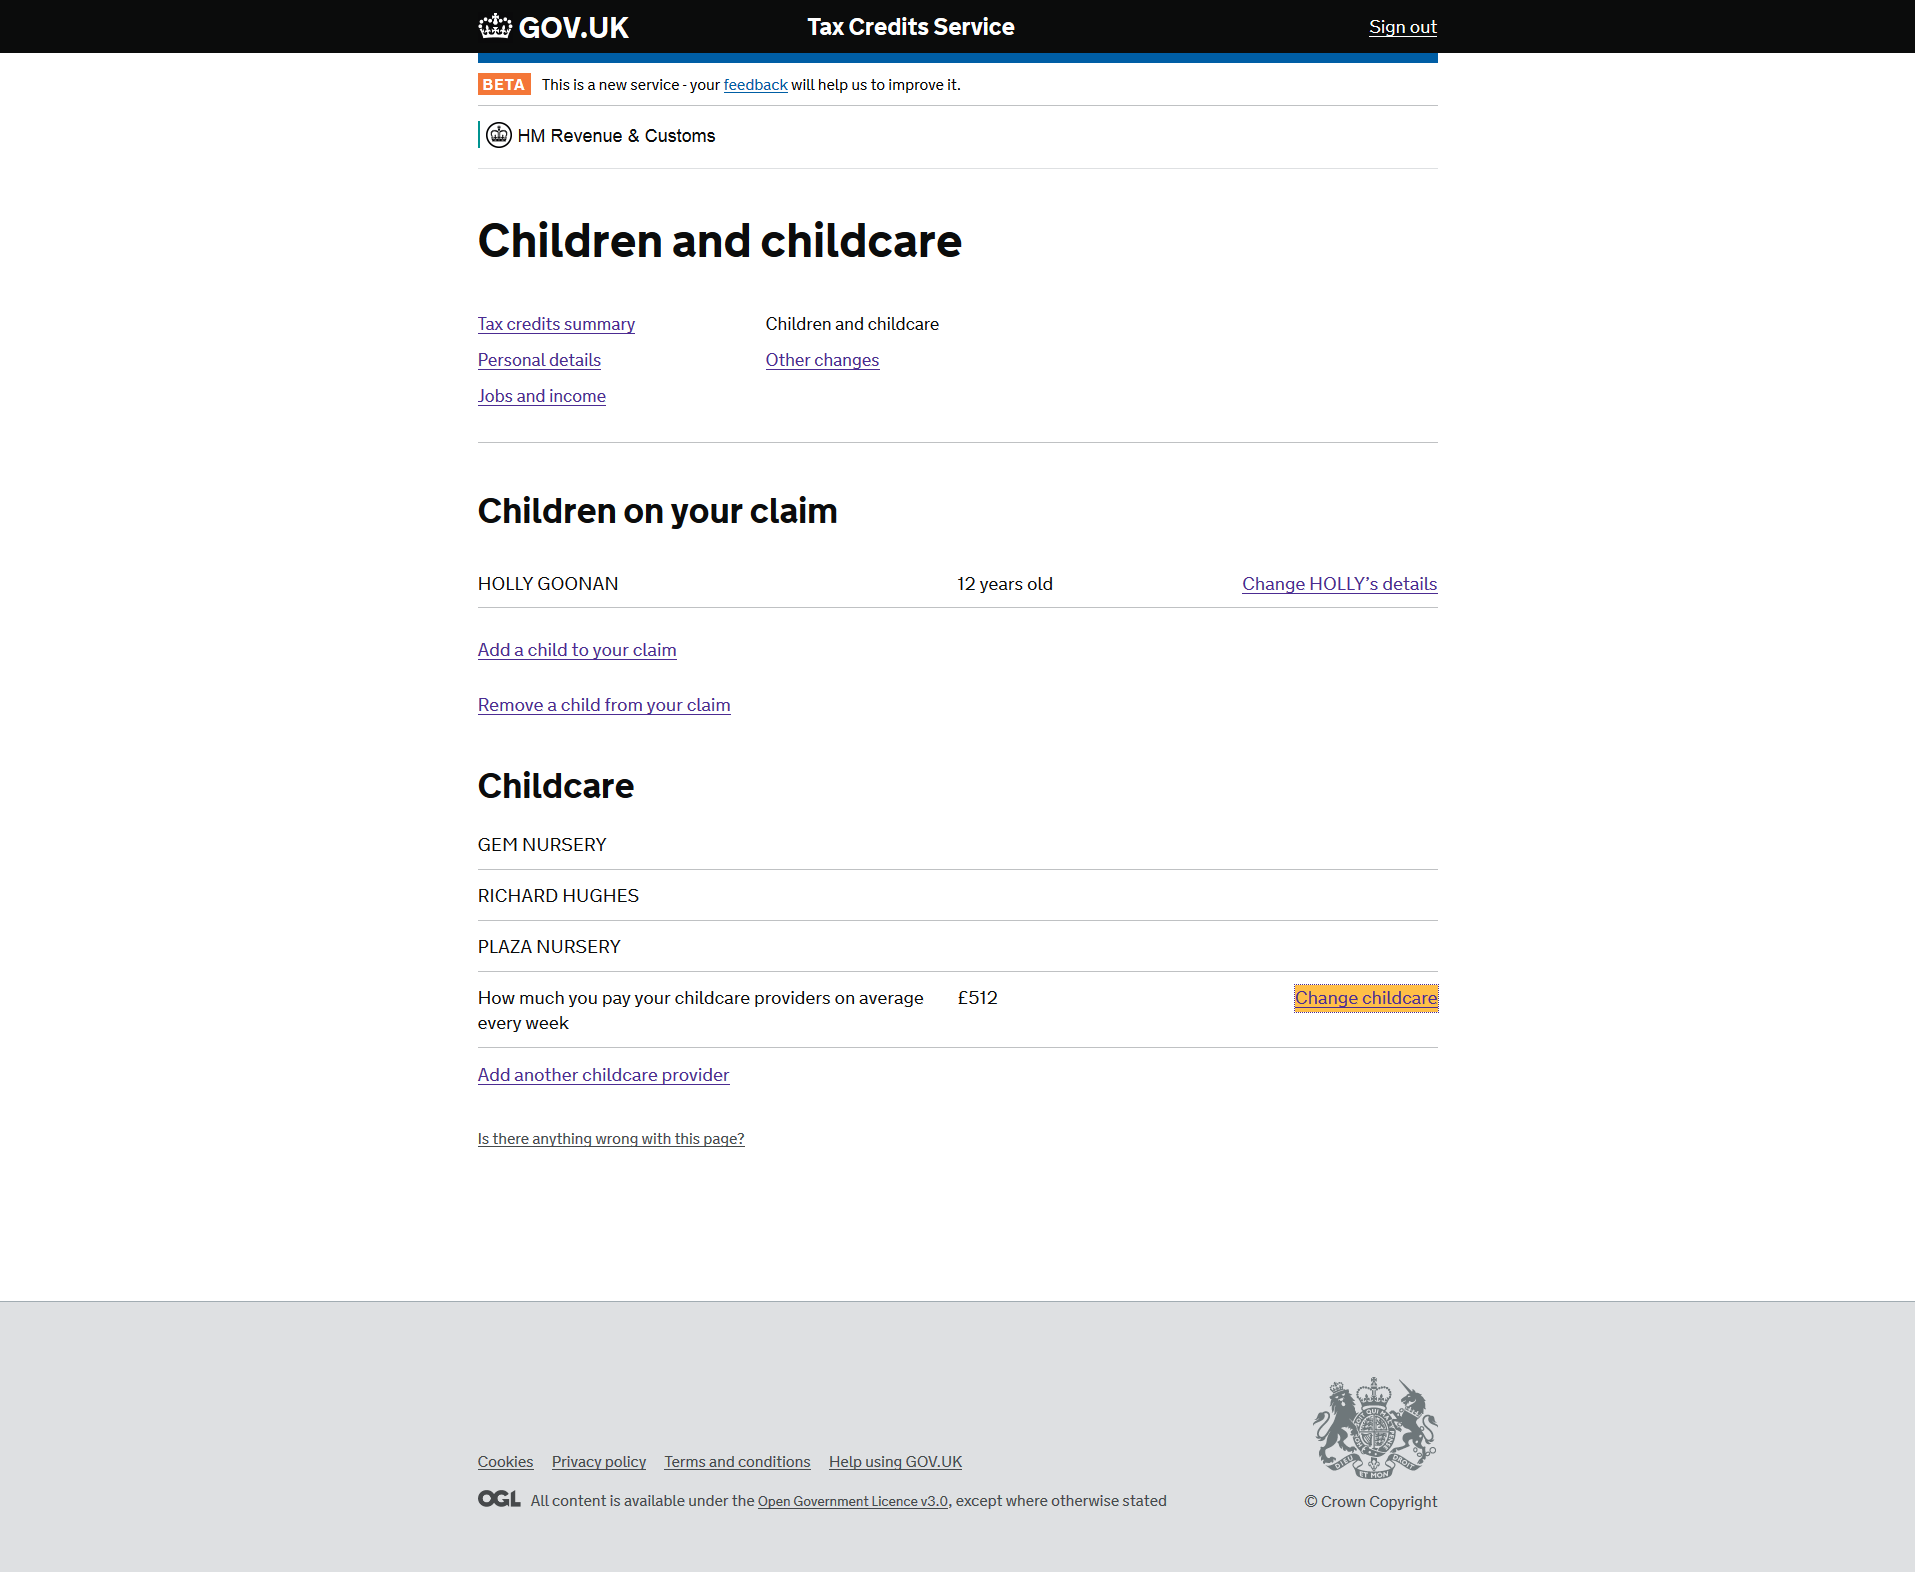 GOV.UK
Tax Credits Service
Sign out
BETA
This is a new service - your feedback will help us to improve it.
HM Revenue & Customs
Children and childcare
Tax credits summary
Children and childcare
Personal details
Other changes
Jobs and income
Children on your claim
HOLLY GOONAN
12 years old
Change HOLLY’s details
Add a child to your claim
Remove a child from your claim
Childcare
GEM NURSERY
RICHARD HUGHES
PLAZA NURSERY
How much you pay your childcare providers on average
every week
£512
Change childcare
Add another childcare provider
Is there anything wrong with this page?
Cookies
Privacy policy
Terms and conditions
Help using GOV.UK
OGL
All content is available under the Open Government Licence v3.0, except where otherwise stated
DIEU ET MON DROIT
© Crown Copyright